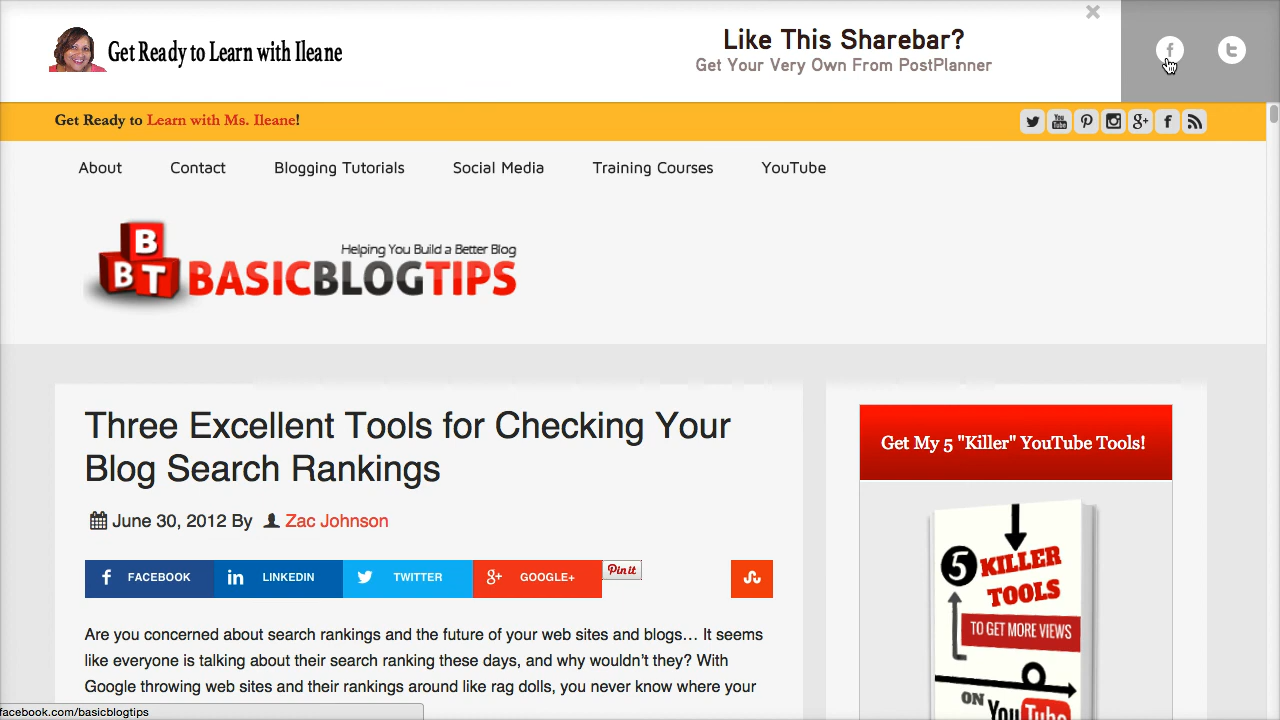 Get Ready to Learn with Ileane
Like This Sharebar?
Get Your Very Own From PostPlanner
Get Ready to Learn with Ms. Ileane!
About Contact Blogging Tutorials Social Media Training Courses YouTube
B
B T
Helping You Build a Better Blog
BASICBLOGTIPS
Three Excellent Tools for Checking Your
Blog Search Rankings
June 30, 2012 By Zac Johnson
FACEBOOK LINKEDIN TWITTER GOOGLE+ Pin it
Are you concerned about search rankings and the future of your web sites and blogs… It seems
like everyone is talking about their search ranking these days, and why wouldn't they? With
Google throwing web sites and their rankings around like rag dolls, you never know where your
Get My 5 "Killer" YouTube Tools!
5 KILLER
TOOLS
TO GET MORE VIEWS
ON YouTube
facebook.com/basicblogtips